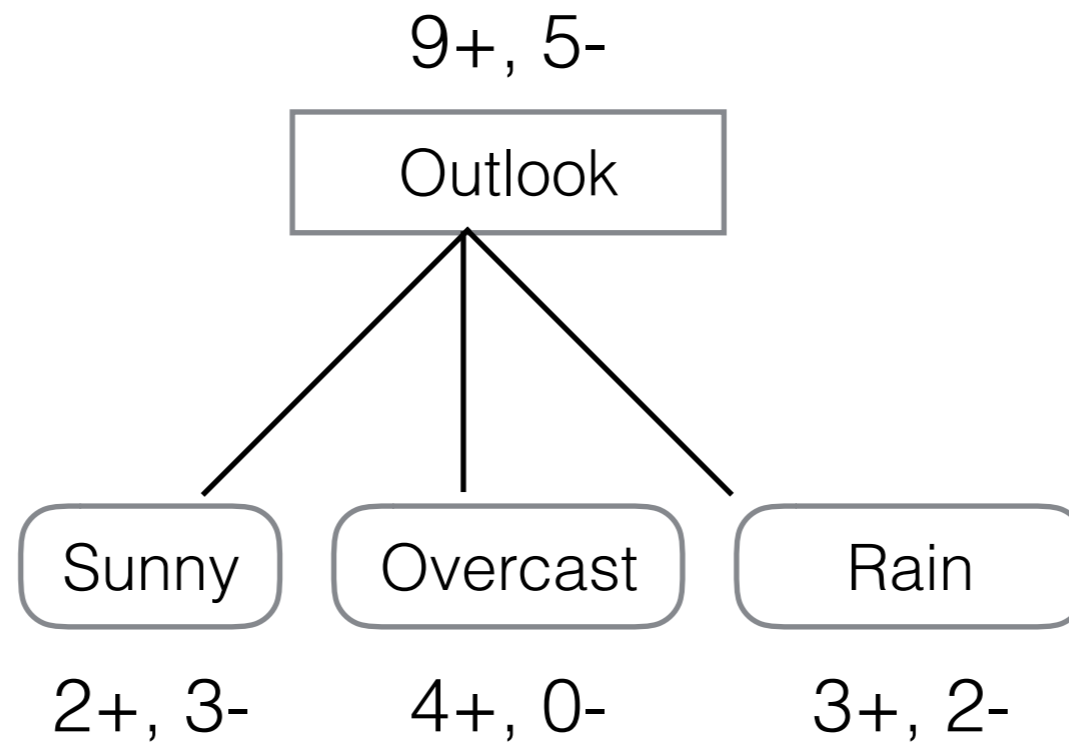 9+, 5-
Outlook
Sunny
Overcast
Rain
2+, 3-
4+, 0-
3+, 2-